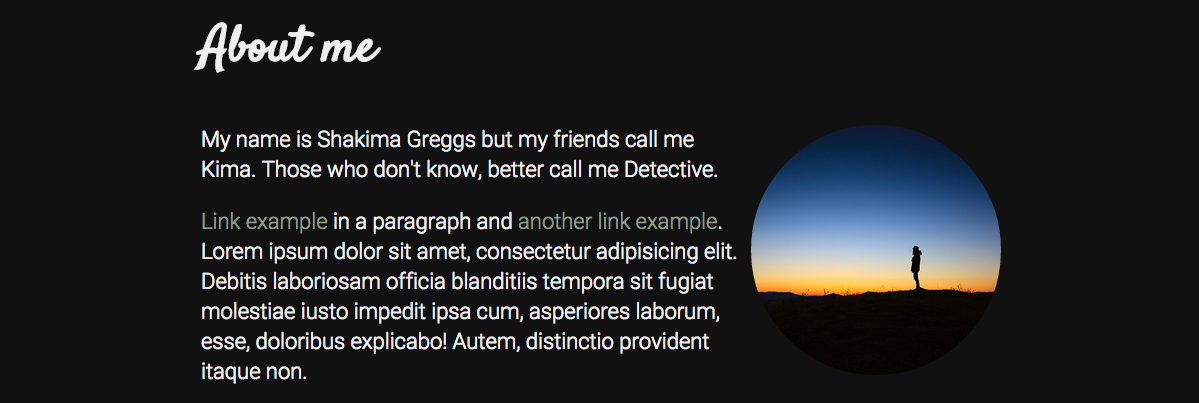 About me
My name is Shakima Greggs but my friends call me
Kima. Those who don't know, better call me Detective.
Link example in a paragraph and another link example.
Lorem ipsum dolor sit amet, consectetur adipisicing elit.
Debitis laboriosam officia blanditiis tempora sit fugiat
molestiae iusto impedit ipsa cum, asperiores laborum,
esse, doloribus explicabo! Autem, distinctio provident
itaque non.